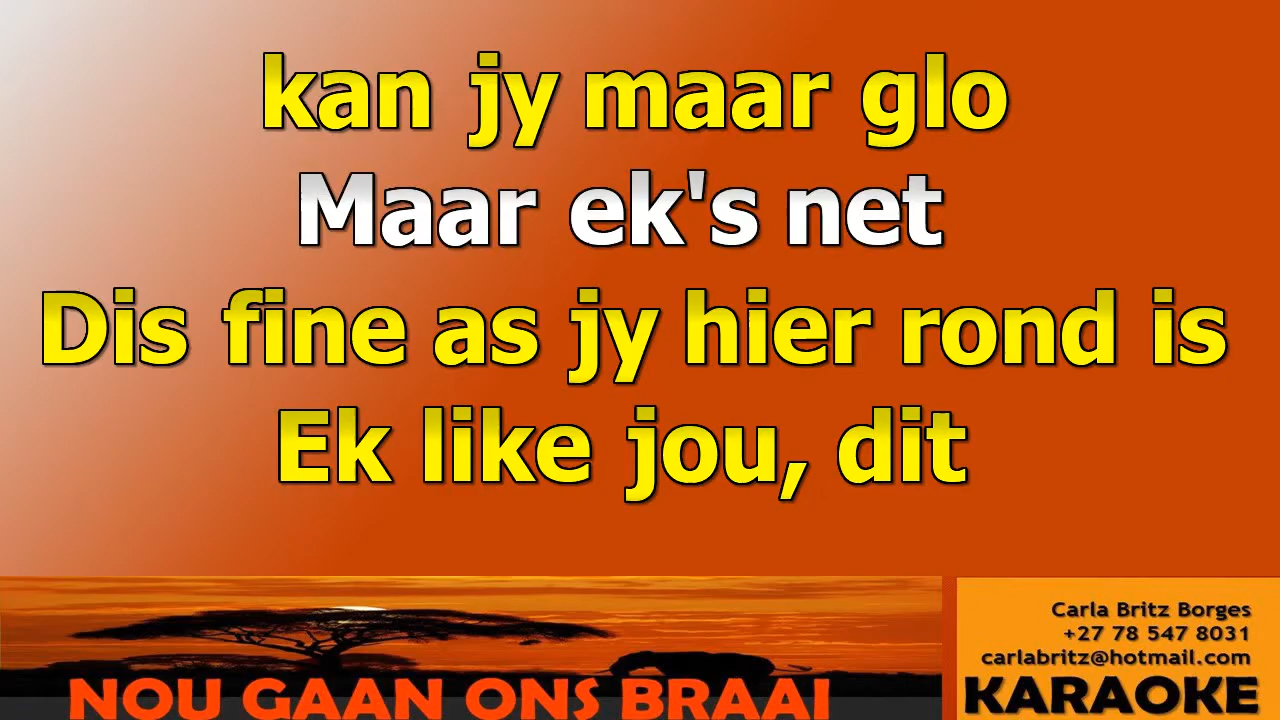 kan jy maar glo
Maar ek's net
Dis fine as jy hier rond is
Ek like jou, dit
NOU GAAN ONS BRAAI
Carla Britz Borges
+27 78 547 8031
carlabritz@hotmail.com
KARAOKE